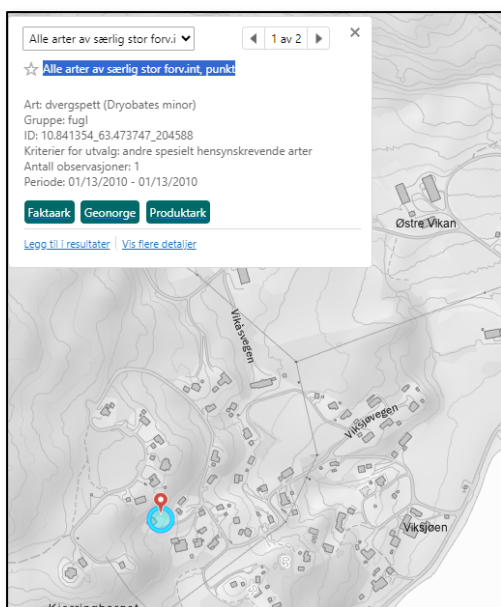 Alle arter av særlig stor forv.i
1 av 2
Alle arter av særlig stor forv.int, punkt
Art: dvergspett (Dryobates minor)
Gruppe: fugl
ID: 10.841354_63.473747_204588
Kriterier for utvalg: andre spesielt hensynskrevende arter
Antall observasjoner: 1
Periode: 01/13/2010 - 01/13/2010
Faktaark Geonorge Produktark
Legg til i resultater Vis flere detaljer
Østre Vikan
Vikåsvegen
Viksjøvegen
Viksjøen